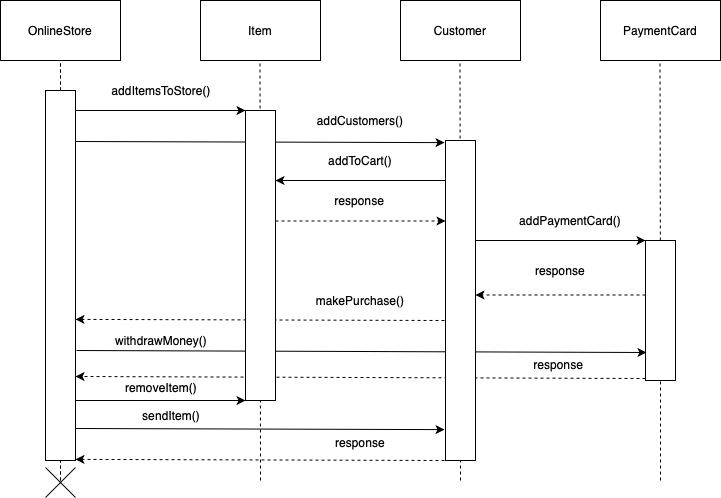 OnlineStore
Item
Customer
PaymentCard
addItemsToStore()
addCustomers()
addToCart()
response
addPaymentCard()
response
makePurchase()
withdrawMoney()
response
removeItem()
sendItem()
response